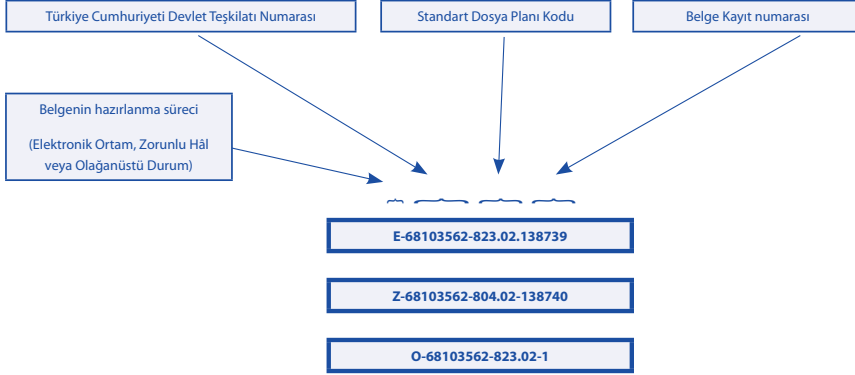 Türkiye Cumhuriyeti Devlet Teşkilatı Numarası
Standart Dosya Planı Kodu
Belge Kayıt numarası
Belgenin hazırlanma süreci
(Elektronik Ortam, Zorunlu Hâl
veya Olağanüstü Durum)
E-68103562-823.02.138739
Z-68103562-804.02-138740
O-68103562-823.02-1